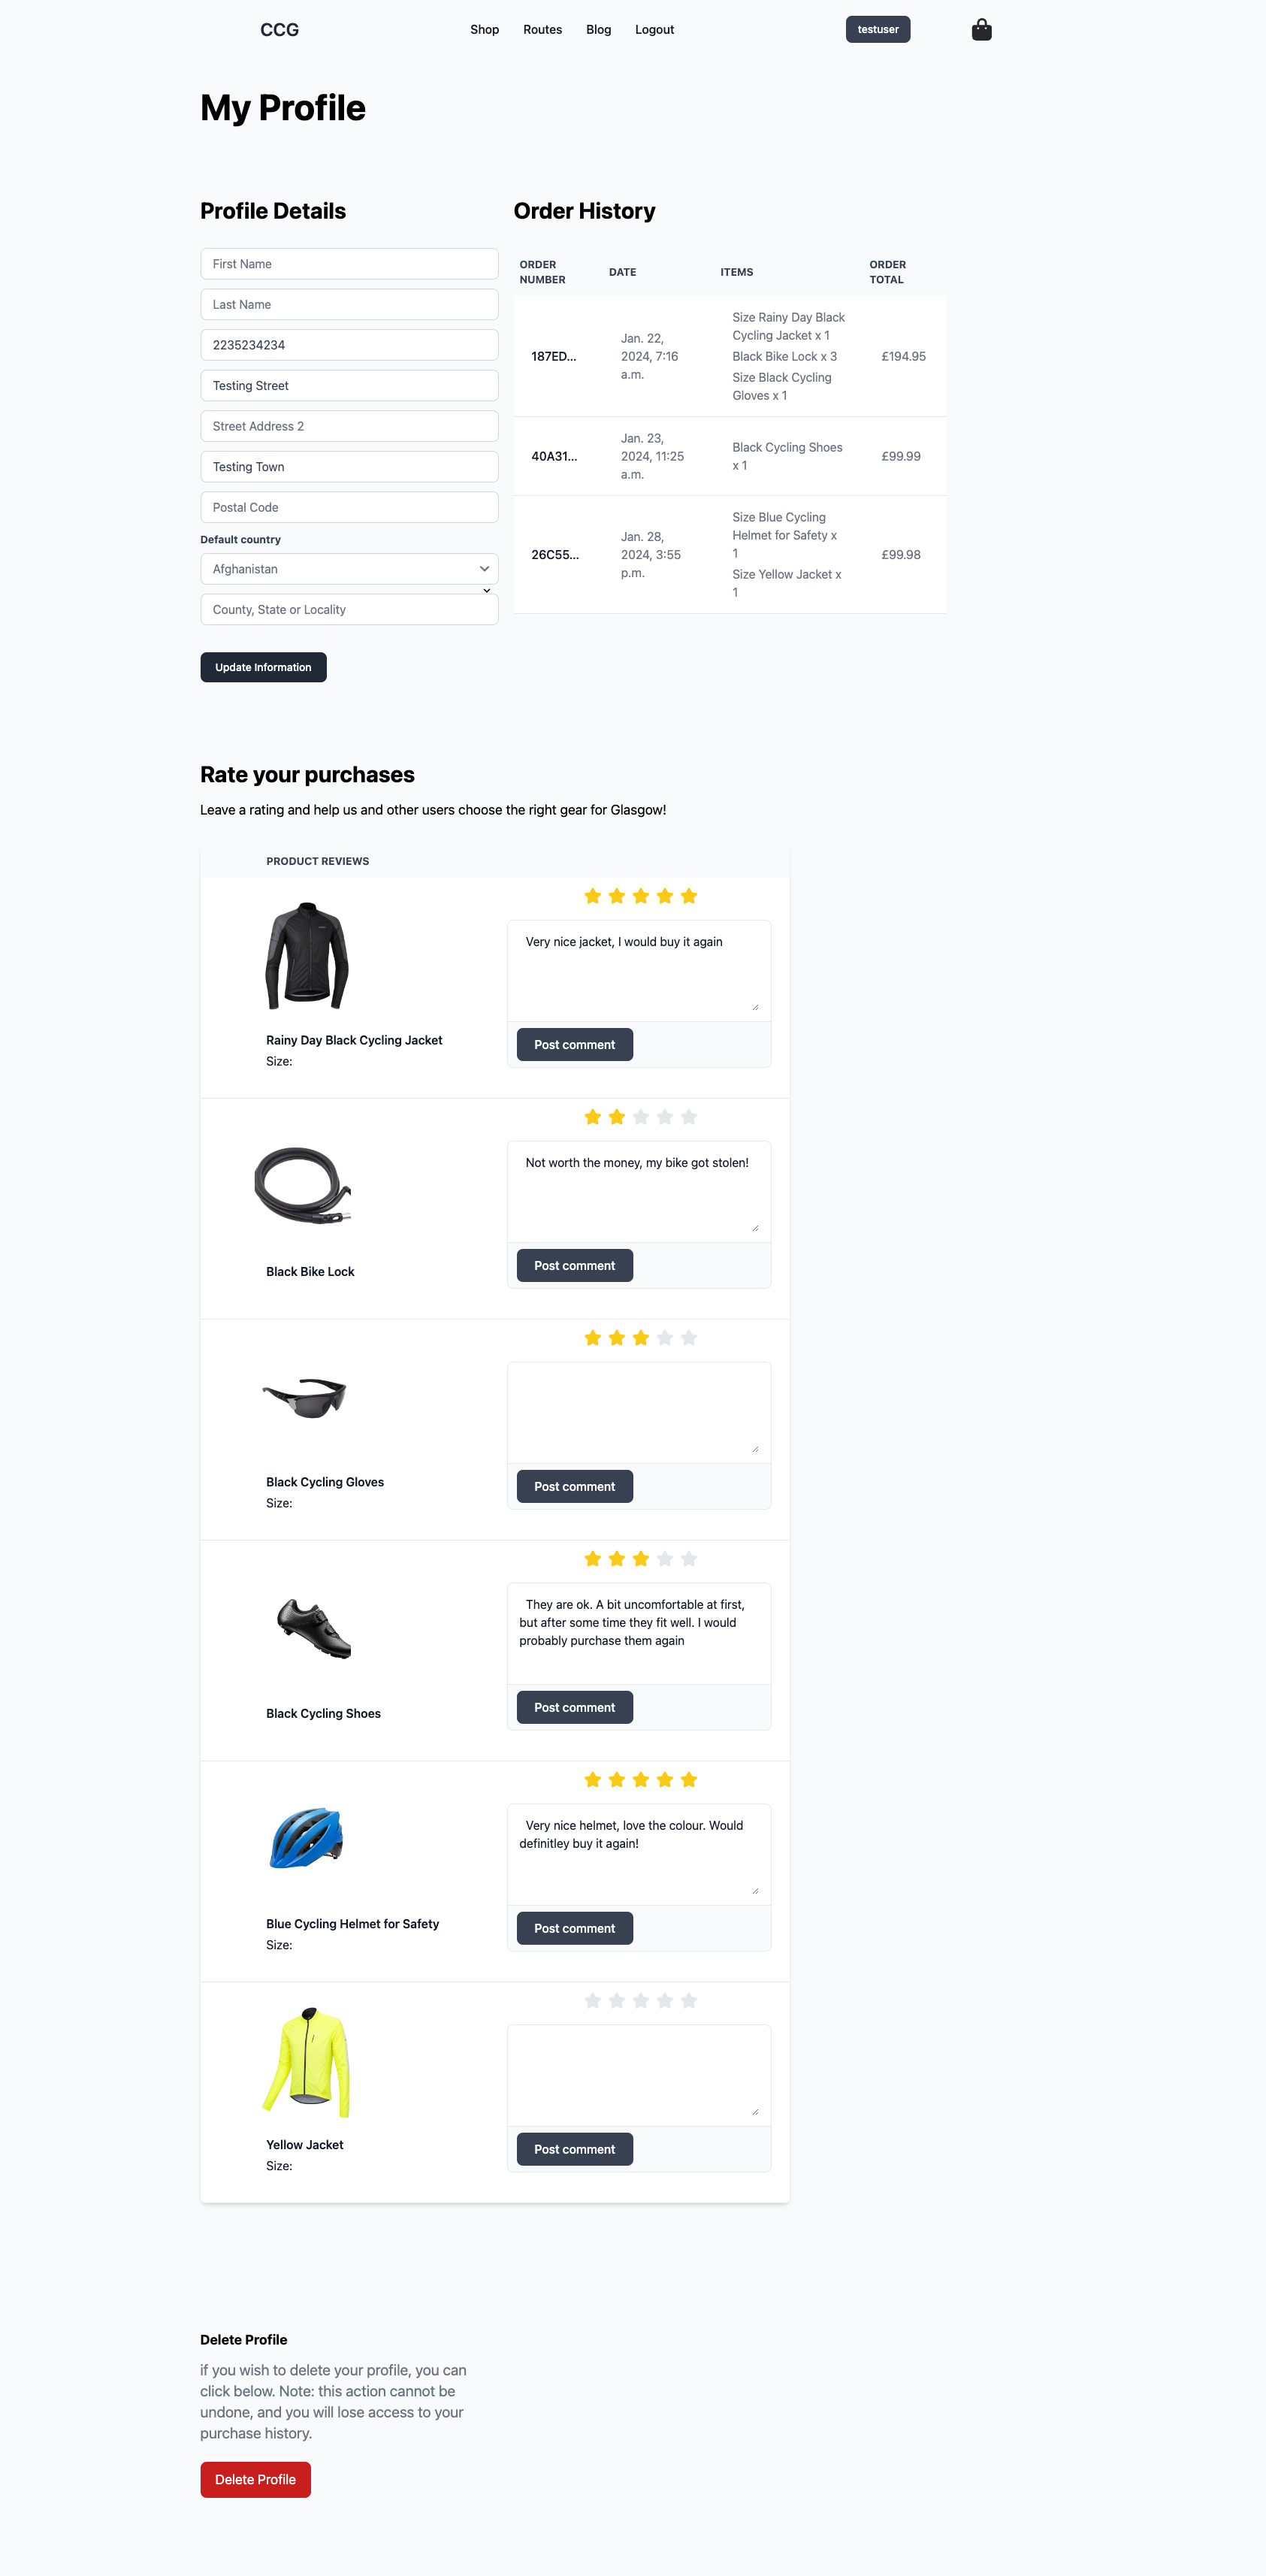 CCG
Shop
Routes
Blog
Logout
testuser
My Profile
Profile Details
First Name
Last Name
2235234234
Testing Street
Street Address 2
Testing Town
Postal Code
Default country
Afghanistan
County, State or Locality
Update Information
Order History
ORDER
NUMBER
DATE
ITEMS
ORDER
TOTAL
187ED...
Jan. 22,
2024, 7:16
a.m.
Size Rainy Day Black
Cycling Jacket x 1
Black Bike Lock x 3
Size Black Cycling
Gloves x 1
£194.95
40A31...
Jan. 23,
2024, 11:25
a.m.
Black Cycling Shoes
x 1
£99.99
26C55...
Jan. 28,
2024, 3:55
p.m.
Size Blue Cycling
Helmet for Safety x
1
Size Yellow Jacket x
1
£99.98
Rate your purchases
Leave a rating and help us and other users choose the right gear for Glasgow!
PRODUCT REVIEWS
Rainy Day Black Cycling Jacket
Size:
Very nice jacket, I would buy it again
Post comment
Black Bike Lock
Not worth the money, my bike got stolen!
Post comment
Black Cycling Gloves
Size:
Post comment
Black Cycling Shoes
They are ok. A bit uncomfortable at first,
but after some time they fit well. I would
probably purchase them again
Post comment
Blue Cycling Helmet for Safety
Size:
Very nice helmet, love the colour. Would
definitley buy it again!
Post comment
Yellow Jacket
Size:
Post comment
Delete Profile
if you wish to delete your profile, you can
click below. Note: this action cannot be
undone, and you will lose access to your
purchase history.
Delete Profile